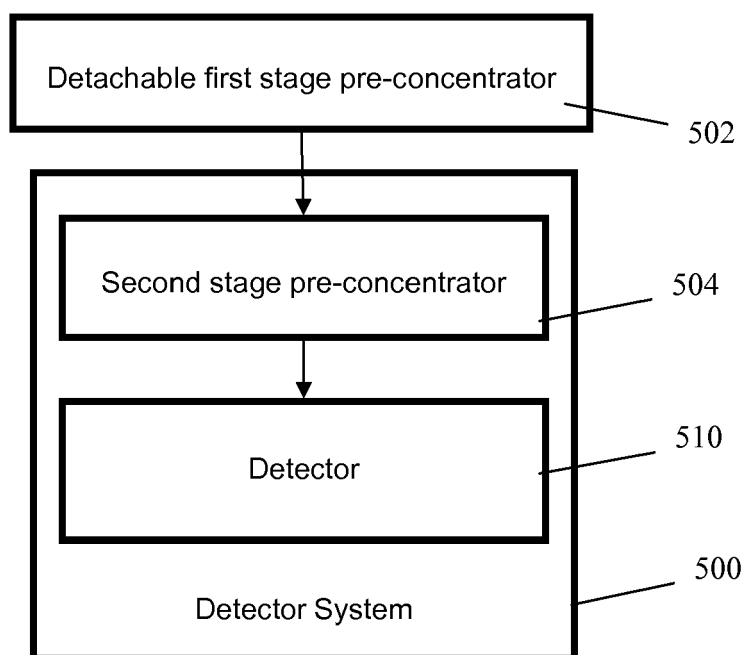 Detachable first stage pre-concentrator
502
Second stage pre-concentrator
504
Detector
510
500
Detector System